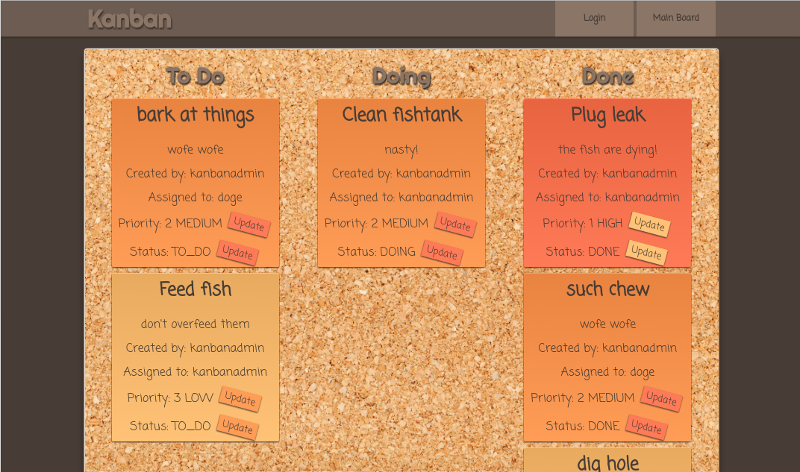 Kanban
Login
Main Board
To Do
Doing
Done
bark at things
wofe wofe
Created by: kanbanadmin
Assigned to: doge
Priority: 2 MEDIUM Update
Status: TO_DO Update
Feed fish
don't overfeed them
Created by: kanbanadmin
Assigned to: kanbanadmin
Priority: 3 LOW Update
Status: TO_DO Update
Clean fishtank
nasty!
Created by: kanbanadmin
Assigned to: kanbanadmin
Priority: 2 MEDIUM Update
Status: DOING Update
Plug leak
the fish are dying!
Created by: kanbanadmin
Assigned to: kanbanadmin
Priority: 1 HIGH Update
Status: DONE Update
such chew
wofe wofe
Created by: kanbanadmin
Assigned to: doge
Priority: 2 MEDIUM Update
Status: DONE Update
dig hole